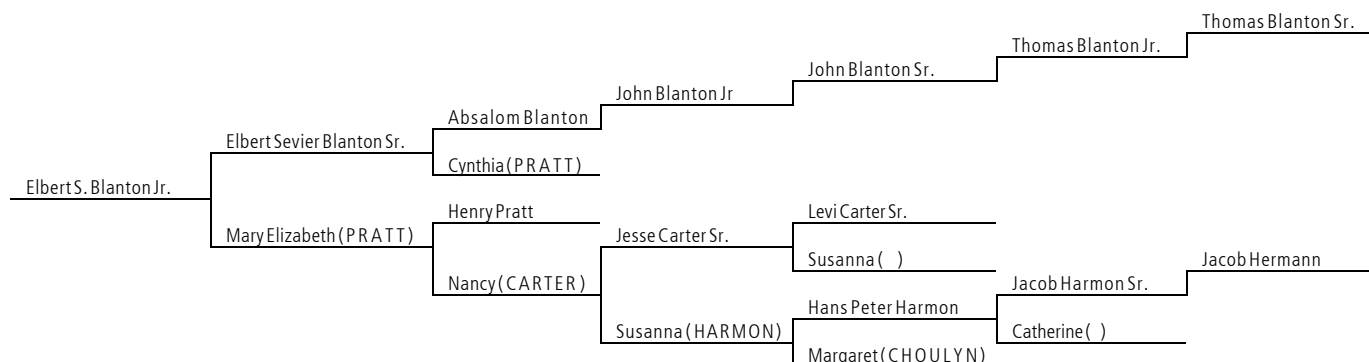 Thomas Blanton Sr.
Thomas Blanton Jr.
John Blanton Sr.
John Blanton Jr
Absalom Blanton
Elbert Sevier Blanton Sr.
Cynthia (PRATT)
Elbert S. Blanton Jr.
Henry Pratt
Levi Carter Sr.
Mary Elizabeth (PRATT)
Jesse Carter Sr.
Susanna ( )
Jacob Hermann
Nancy (CARTER)
Jacob Harmon Sr.
Hans Peter Harmon
Susanna (HARMON)
Catherine ( )
Margaret (CHOULYN)